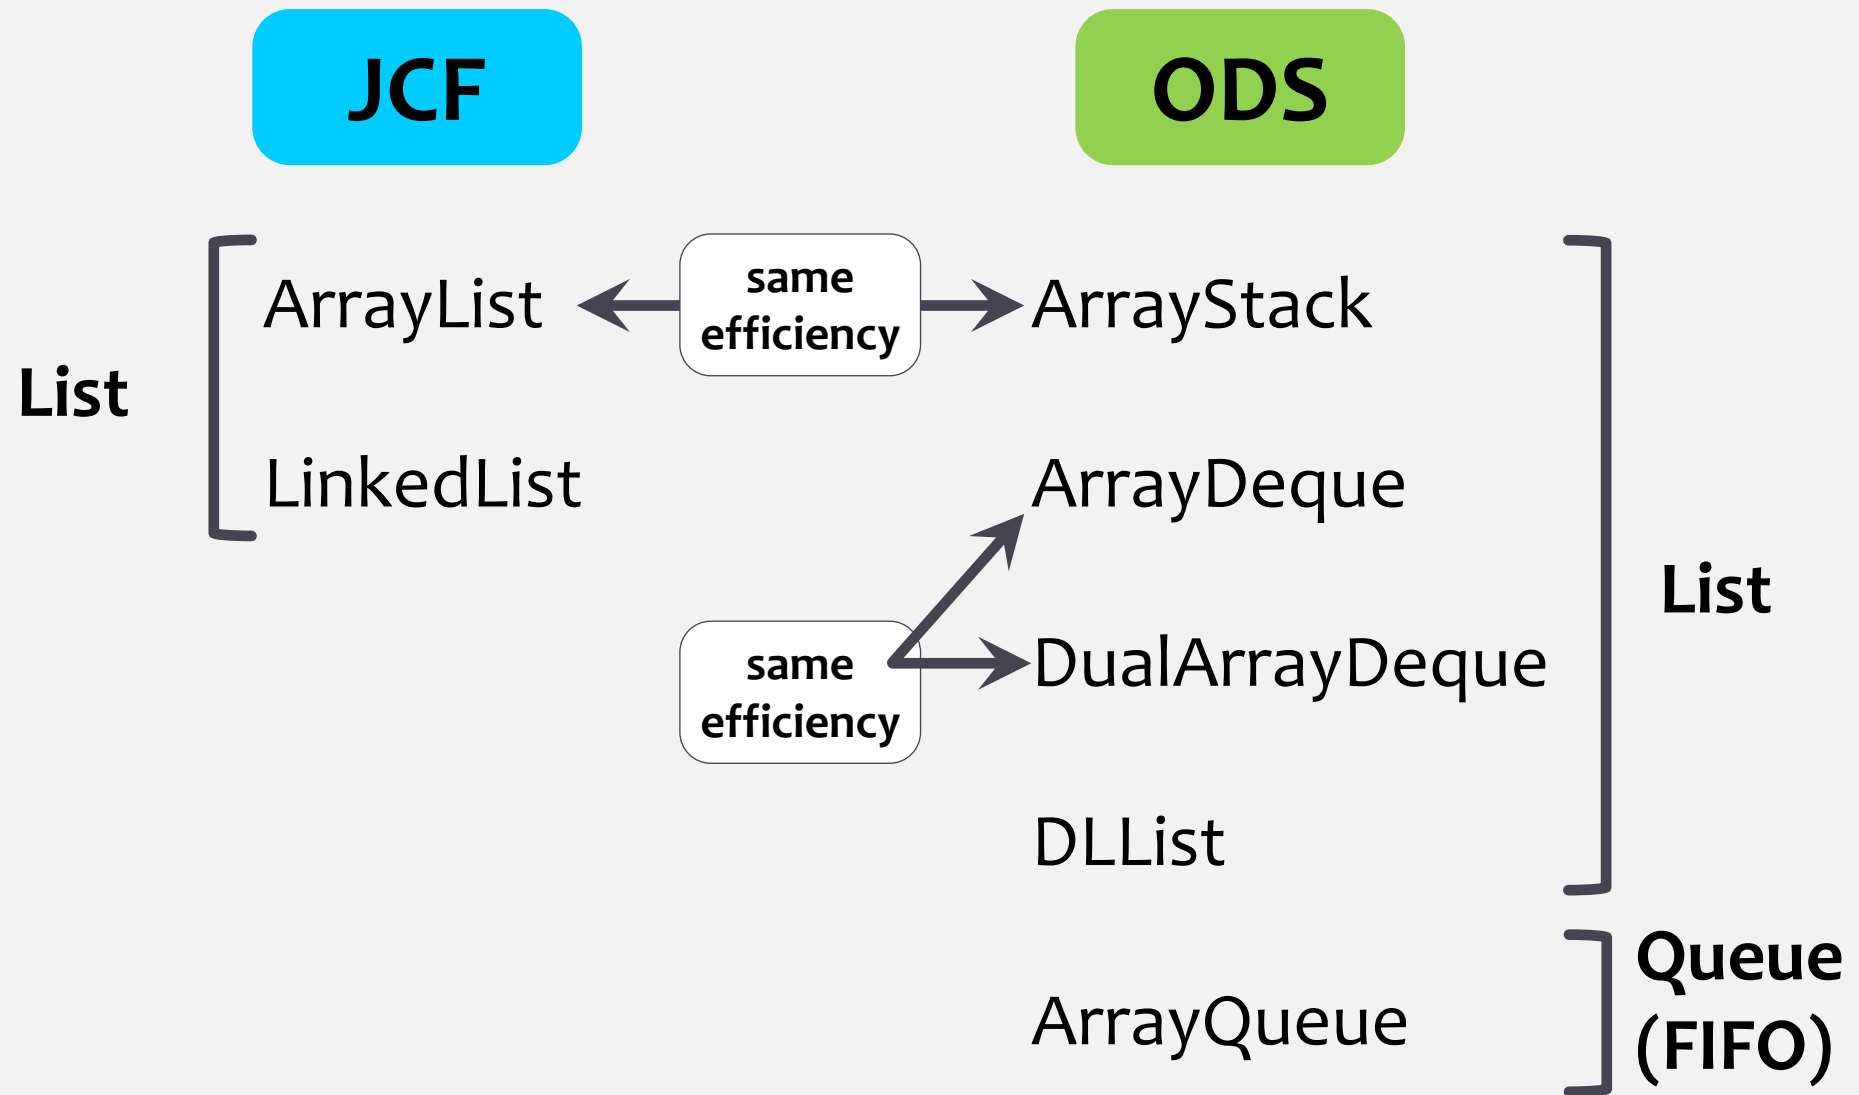 JCF
ODS
List
ArrayList
same
efficiency
ArrayStack
LinkedList
ArrayDeque
same
efficiency
DualArrayDeque
List
DLList
ArrayQueue
Queue
(FIFO)